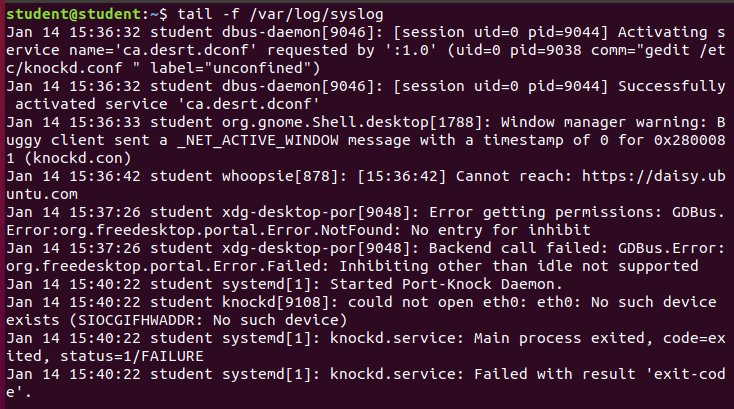 student@student:~$ tail -f /var/log/syslog
Jan 14 15:36:32 student dbus-daemon[9046]: [session uid=0 pid=9044] Activating s
ervice name='ca.desrt.dconf' requested by ':1.0' (uid=0 pid=9038 comm="gedit /et
c/knockd.conf " label="unconfined")
Jan 14 15:36:32 student dbus-daemon[9046]: [session uid=0 pid=9044] Successfully
 activated service 'ca.desrt.dconf'
Jan 14 15:36:33 student org.gnome.Shell.desktop[1788]: Window manager warning: B
uggy client sent a _NET_ACTIVE_WINDOW message with a timestamp of 0 for 0x280008
1 (knockd.con)
Jan 14 15:36:42 student whoopsie[878]: [15:36:42] Cannot reach: https://daisy.ub
untu.com
Jan 14 15:37:26 student xdg-desktop-por[9048]: Error getting permissions: GDBus.
Error:org.freedesktop.portal.Error.NotFound: No entry for inhibit
Jan 14 15:37:26 student xdg-desktop-por[9048]: Backend call failed: GDBus.Error:
org.freedesktop.portal.Error.Failed: Inhibiting other than idle not supported
Jan 14 15:40:22 student systemd[1]: Started Port-Knock Daemon.
Jan 14 15:40:22 student knockd[9108]: could not open eth0: eth0: No such device 
exists (SIOCGIFHWADDR: No such device)
Jan 14 15:40:22 student systemd[1]: knockd.service: Main process exited, code=ex
ited, status=1/FAILURE
Jan 14 15:40:22 student systemd[1]: knockd.service: Failed with result 'exit-cod
e'.